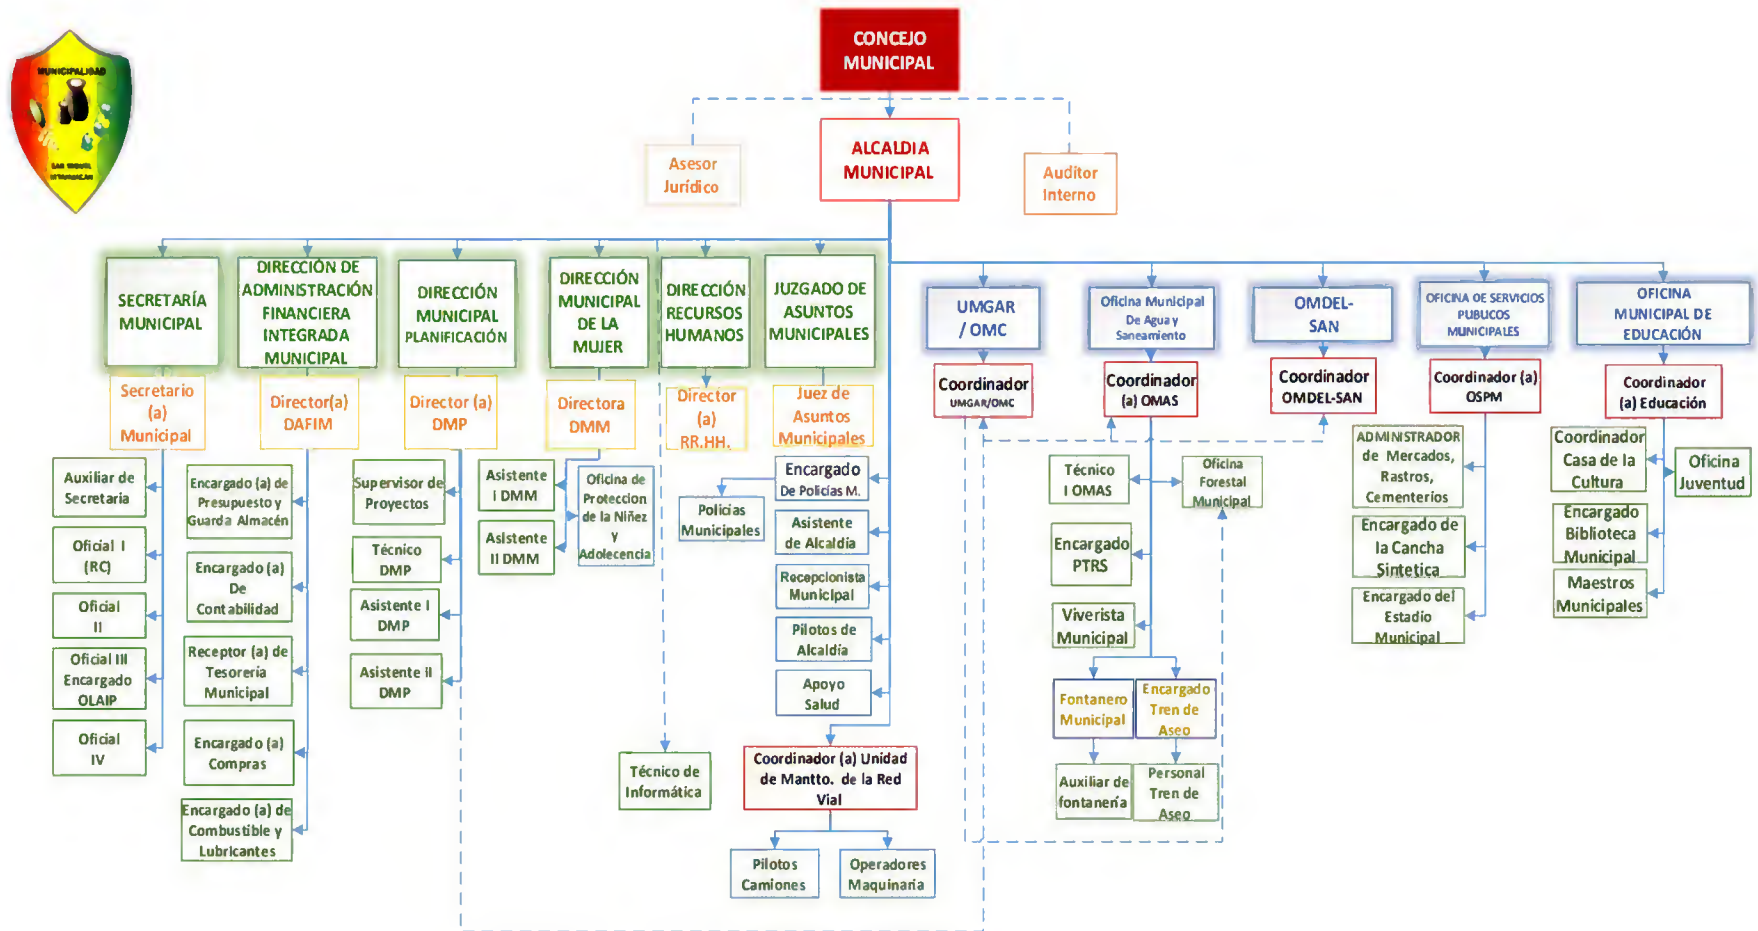 CONCEJO
MUNICIPAL
MUNICIPALIDAD
SAN MIGUEL
ALCALDIA
MUNICIPAL
Asesor
Jurídico
Auditor
Interno
SECRETARÍA
MUNICIPAL
DIRECCIÓN DE
ADMINISTRACIÓN
FINANCIERA
INTEGRADA
MUNICIPAL
DIRECCIÓN
MUNICIPAL
PLANIFICACIÓN
DIRECCIÓN
MUNICIPAL
DE LA
MUJER
DIRECCIÓN
RECURSOS
HUMANOS
JUZGADO DE
ASUNTOS
MUNICIPALES
UMGAR
/ OMC
Oficina Municipal
De Agua y
Saneamiento
OMDEL-
SAN
OFICINA DE SERVICIOS
PUBLICOS
MUNICIPALES
OFICINA
MUNICIPAL DE
EDUCACIÓN
Secretario
(a)
Municipal
Director(a)
DAFIM
Director (a)
DMP
Directora
DMM
Director
(a)
RR.HH.
Juez de
Asuntos
Municipales
Coordinador
UMGAR/OMC
Coordinador
(a) OMAS
Coordinador
OMDEL-SAN
Coordinador (a)
OSPM
Coordinador
(a) Educación
Auxiliar de
Secretaria
Oficial I
(RC)
Oficial
II
Oficial III
Encargado
OLAIP
Oficial
IV
Encargado (a) de
Presupuesto y
Guarda Almacén
Encargado (a)
De
Contabilidad
Receptor (a) de
Tesorería
Municipal
Encargado (a)
Compras
Encargado (a) de
Combustible y
Lubricantes
Supervisor de
Proyectos
Técnico
DMP
Asistente I
DMP
Asistente II
DMP
Asistente
I DMM
Asistente
II DMM
Oficina de
Proteccion
de la Niñez
y
Adolecencia
Técnico de
Informática
Encargado
De Policías M.
Policías
Municipales
Asistente
de Alcaldía
Recepcionista
Municipal
Pilotos de
Alcaldía
Apoyo
Salud
Coordinador (a) Unidad
de Mantto. de la Red
Vial
Pilotos
Camiones
Operadores
Maquinaria
Técnico
I OMAS
Oficina
Forestal
Municipal
Encargado
PTRS
Viverista
Municipal
Fontanero
Municipal
Encargado
Tren de
Aseo
Auxiliar de
fontanería
Personal
Tren de
Aseo
ADMINISTRADOR
de Mercados,
Rastros,
Cementerios
Encargado de
la Cancha
Sintetica
Encargado del
Estadio
Municipal
Coordinador
Casa de la
Cultura
Oficina
Juventud
Encargado
Biblioteca
Municipal
Maestros
Municipales